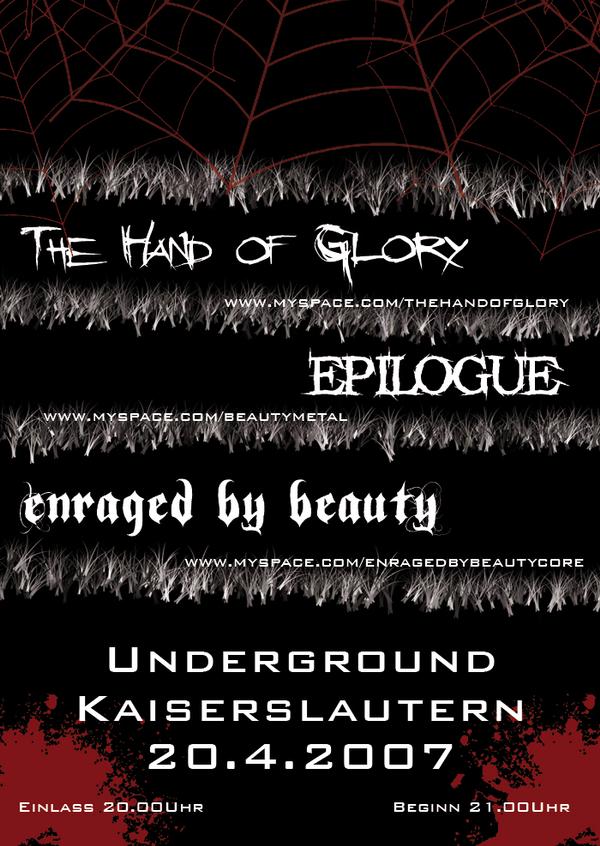 The Hand of Glory
www.myspace.com/thehandofglory
EPILOGUE
www.myspace.com/beautymetal
enraged by beauty
www.myspace.com/enragedbybeautycore
Underground
Kaiserslautern
20.4.2007
Einlass 20.00Uhr
Beginn 21.00Uhr